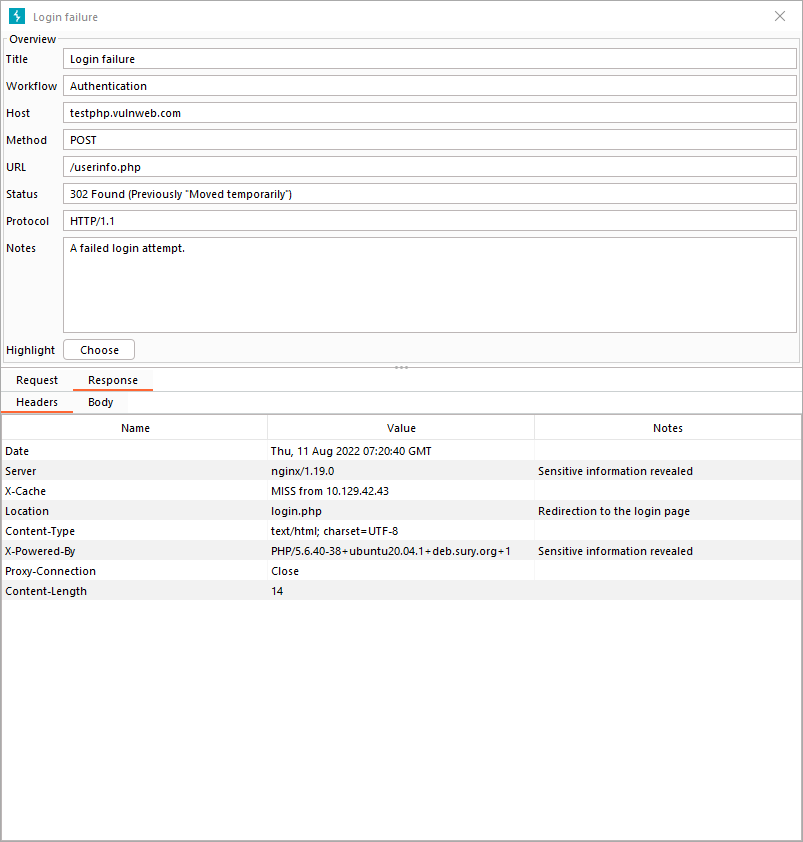 Login failure
Overview
Title Login failure
Workflow Authentication
Host testphp.vulnweb.com
Method POST
URL /userinfo.php
Status 302 Found (Previously "Moved temporarily")
Protocol HTTP/1.1
Notes A failed login attempt.
Highlight Choose
Request Response
Headers Body
Name Value Notes
Date Thu, 11 Aug 2022 07:20:40 GMT
Server nginx/1.19.0 Sensitive information revealed
X-Cache MISS from 10.129.42.43
Location login.php Redirection to the login page
Content-Type text/html; charset=UTF-8
X-Powered-By PHP/5.6.40-38+ubuntu20.04.1+deb.sury.org+1 Sensitive information revealed
Proxy-Connection Close
Content-Length 14